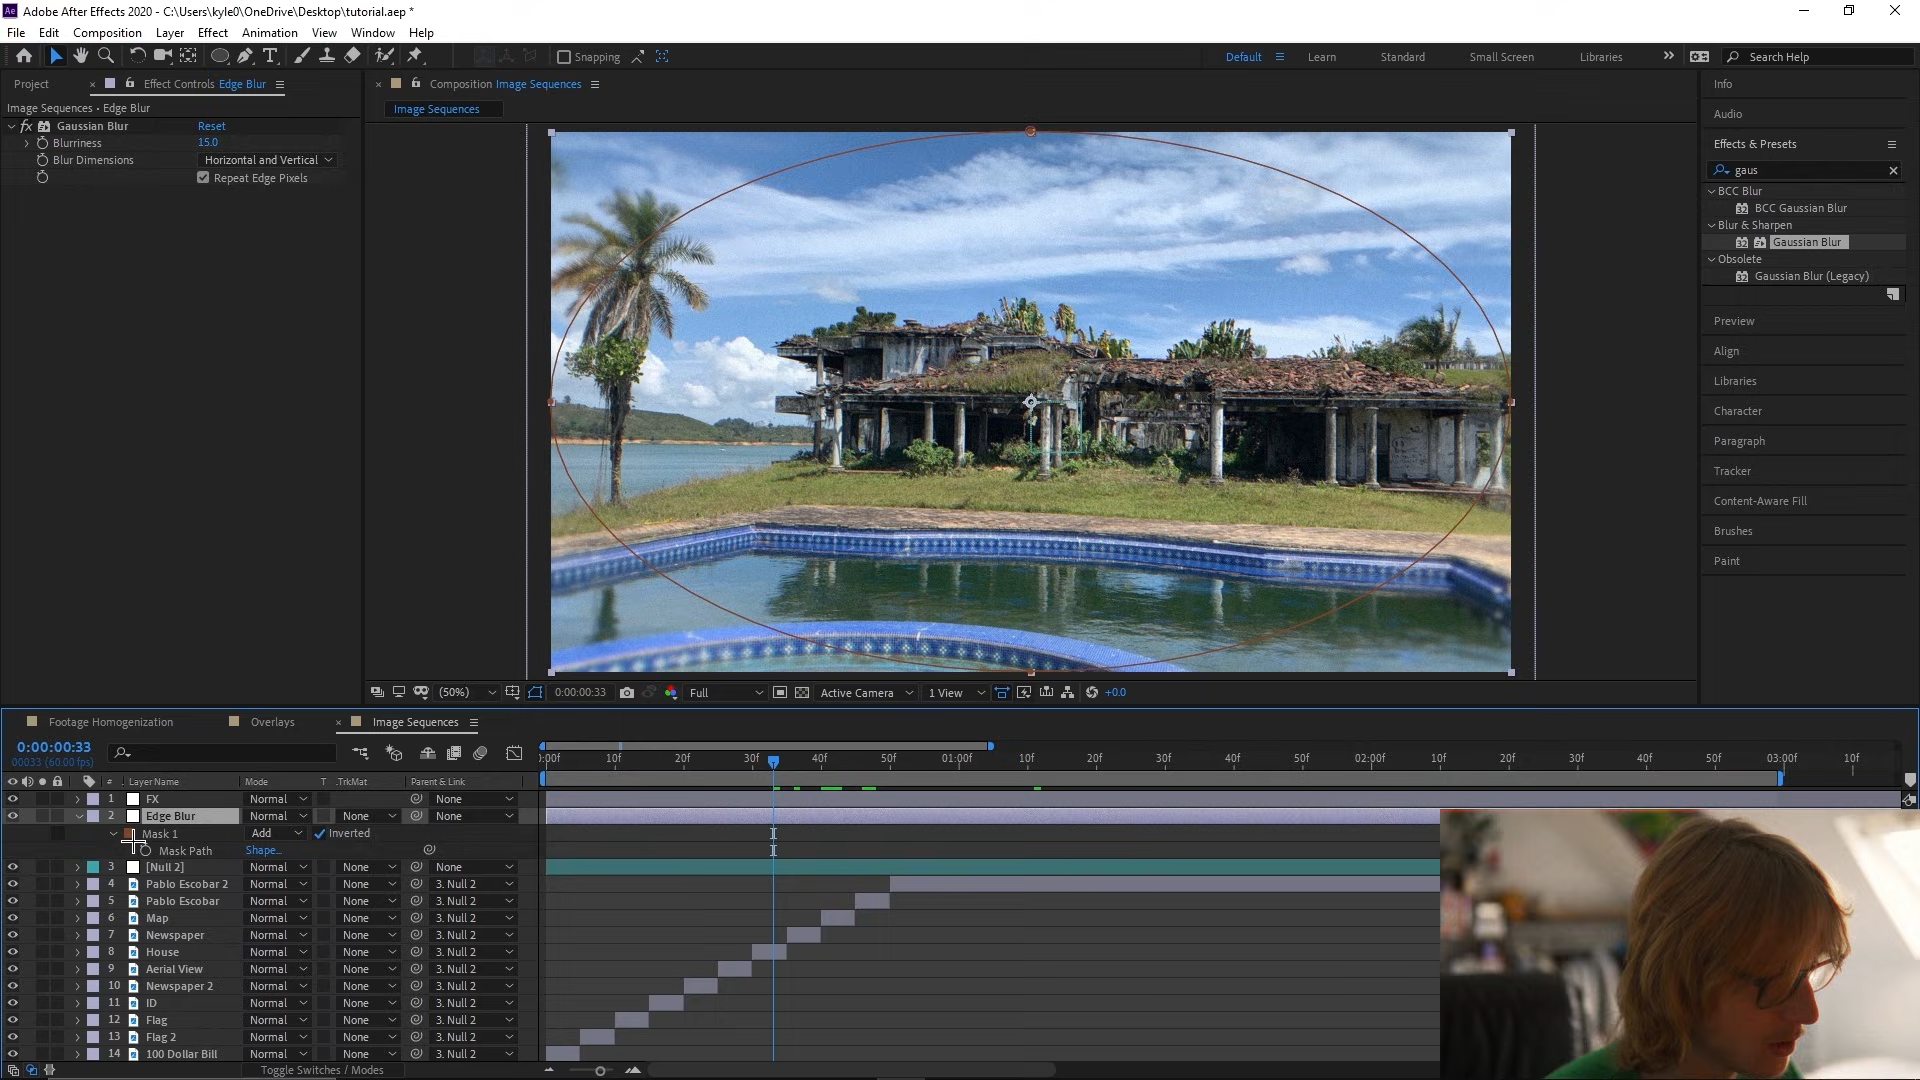 Ae Adobe After Effects 2020 - C:\Users\kyle0\OneDrive\Desktop\tutorial.aep *
File Edit Composition Layer Effect Animation View Window Help
Snapping Default Learn Standard Small Screen Libraries Search Help
Project Effect Controls Edge Blur
Image Sequences • Edge Blur
fx Gaussian Blur Reset
Blurriness 15.0
Blur Dimensions Horizontal and Vertical
Repeat Edge Pixels
Composition Image Sequences
Image Sequences
(50%) 0:00:00:33 Full Active Camera 1 View +0.0
Info
Audio
Effects & Presets
gaus
BCC Blur
32 BCC Gaussian Blur
Blur & Sharpen
32 Gaussian Blur
Obsolete
32 Gaussian Blur (Legacy)
Preview
Align
Libraries
Character
Paragraph
Tracker
Content-Aware Fill
Brushes
Paint
Footage Homogenization Overlays Image Sequences
0:00:00:33
00033 (60.00 fps)
:00f 10f 20f 30f 40f 50f 01:00f 10f 20f 30f 40f 50f 02:00f 10f 20f 30f 40f 50f 03:00f 10f
# Layer Name Mode T .TrkMat Parent & Link
1 FX Normal None
2 Edge Blur Normal None None
Mask 1 Add Inverted
Mask Path Shape...
3 [Null 2] Normal None None
4 Pablo Escobar 2 Normal None 3. Null 2
5 Pablo Escobar Normal None 3. Null 2
6 Map Normal None 3. Null 2
7 Newspaper Normal None 3. Null 2
8 House Normal None 3. Null 2
9 Aerial View Normal None 3. Null 2
10 Newspaper 2 Normal None 3. Null 2
11 ID Normal None 3. Null 2
12 Flag Normal None 3. Null 2
13 Flag 2 Normal None 3. Null 2
14 100 Dollar Bill Normal None 3. Null 2
Toggle Switches / Modes